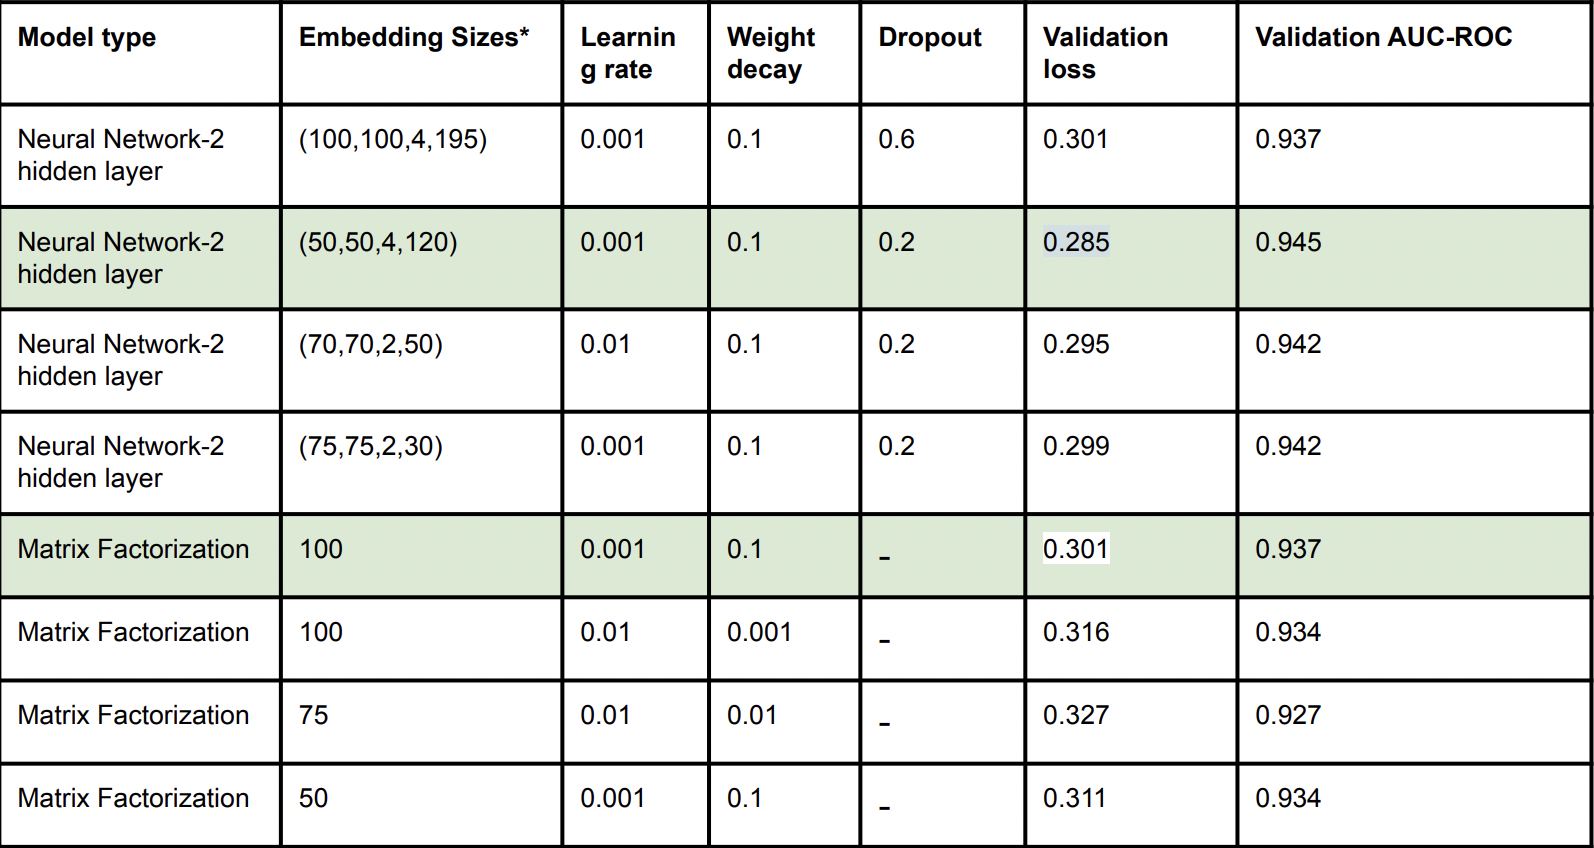 Model type Embedding Sizes* Learnin Weight Dropout Validation Validation AUC-ROC
g rate decay loss
Neural Network-2 (100,100,4,195) 0.001 0.1 0.6 0.301 0.937
hidden layer
Neural Network-2 (50,50,4,120) 0.001 0.1 0.2 0.285 0.945
hidden layer
Neural Network-2 (70,70,2,50) 0.01 0.1 0.2 0.295 0.942
hidden layer
Neural Network-2 (75,75,2,30) 0.001 0.1 0.2 0.299 0.942
hidden layer
Matrix Factorization 100 0.001 0.1 - 0.301 0.937
Matrix Factorization 100 0.01 0.001 - 0.316 0.934
Matrix Factorization 75 0.01 0.01 - 0.327 0.927
Matrix Factorization 50 0.001 0.1 - 0.311 0.934